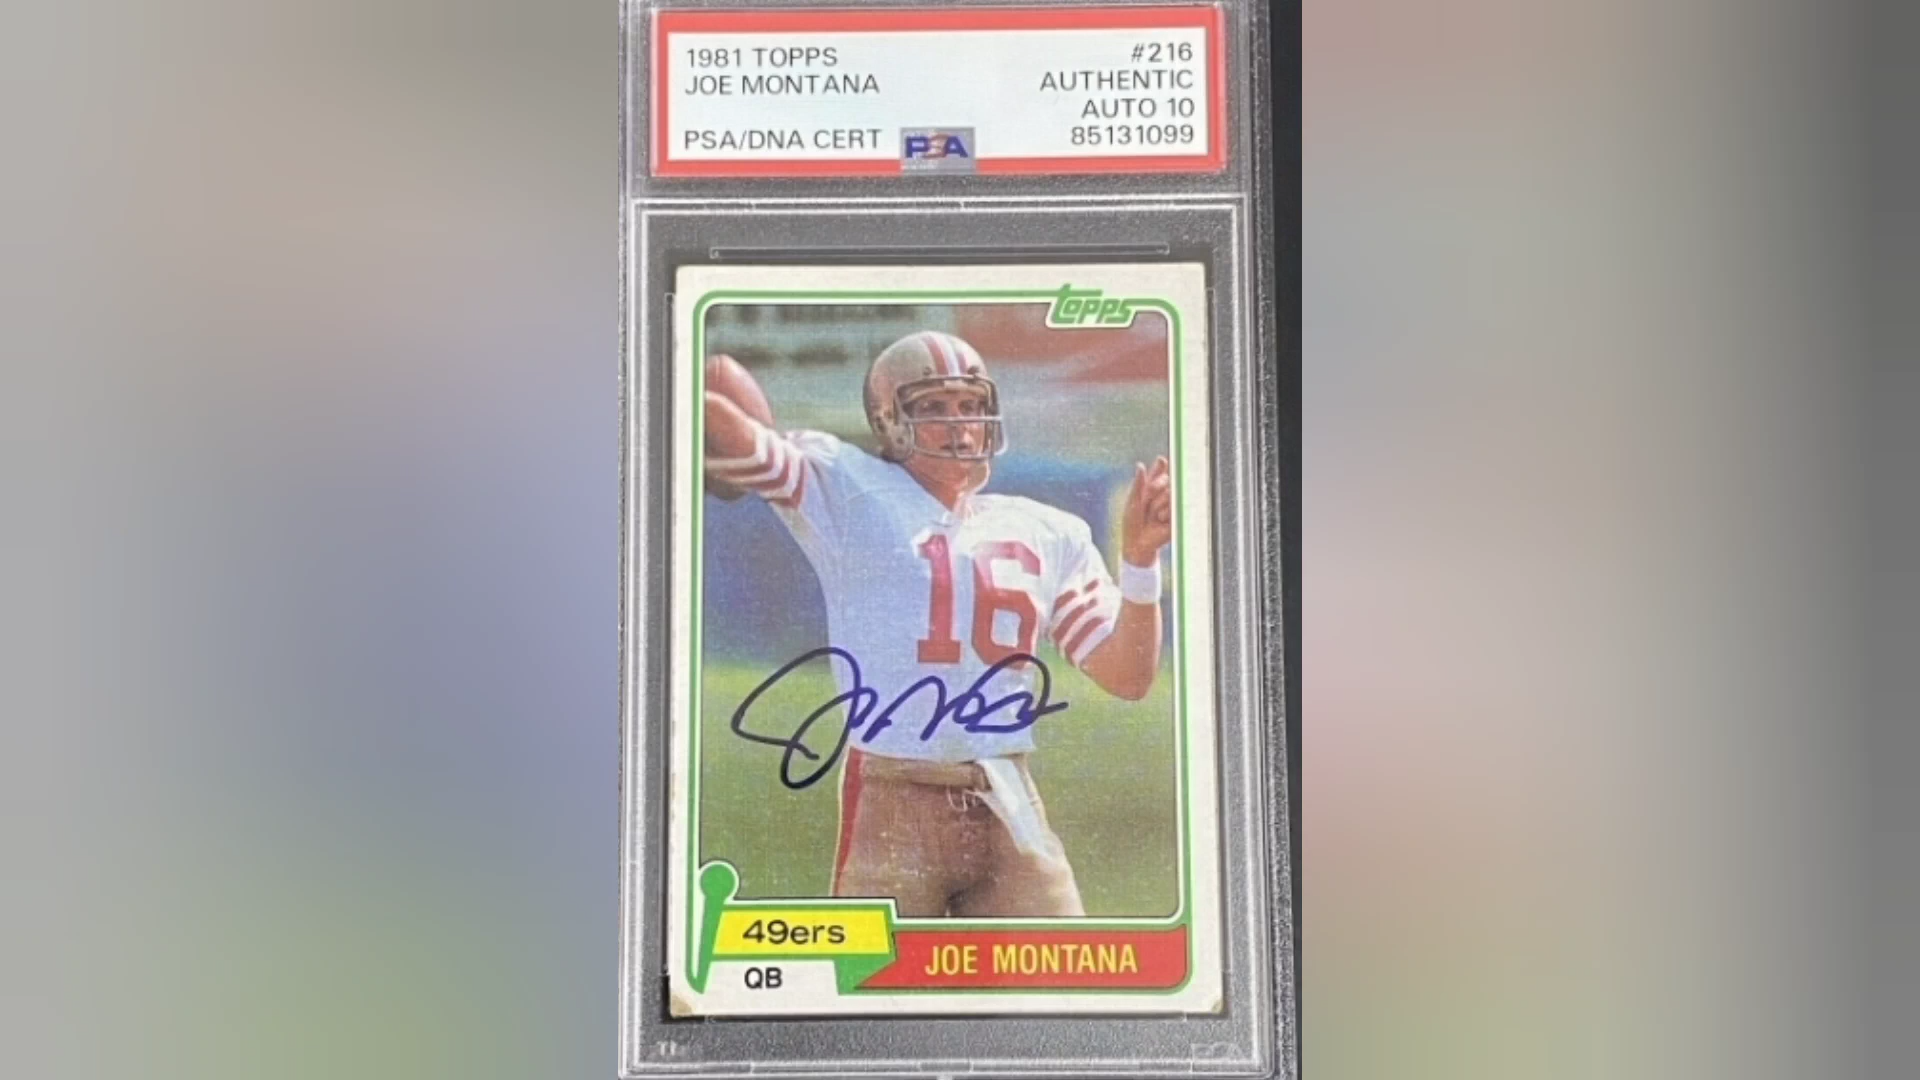 1981 TOPPS #216
JOE MONTANA AUTHENTIC
AUTO 10
PSA/DNA CERT PSA 85131099
topps
16
49ers
QB
JOE MONTANA
PSA